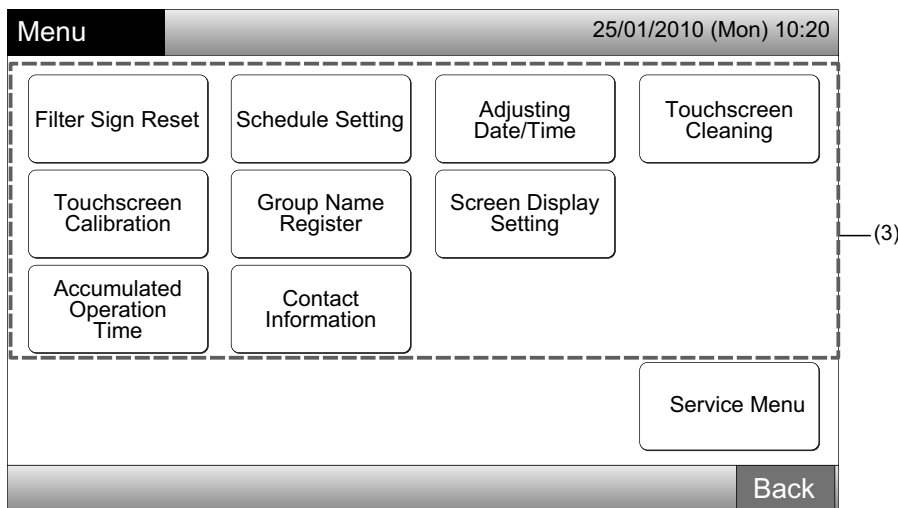 Menu
25/01/2010 (Mon) 10:20
Filter Sign Reset
Schedule Setting
Adjusting
Date/Time
Touchscreen
Cleaning
Touchscreen
Calibration
Group Name
Register
Screen Display
Setting
(3)
Accumulated
Operation
Time
Contact
Information
Service Menu
Back